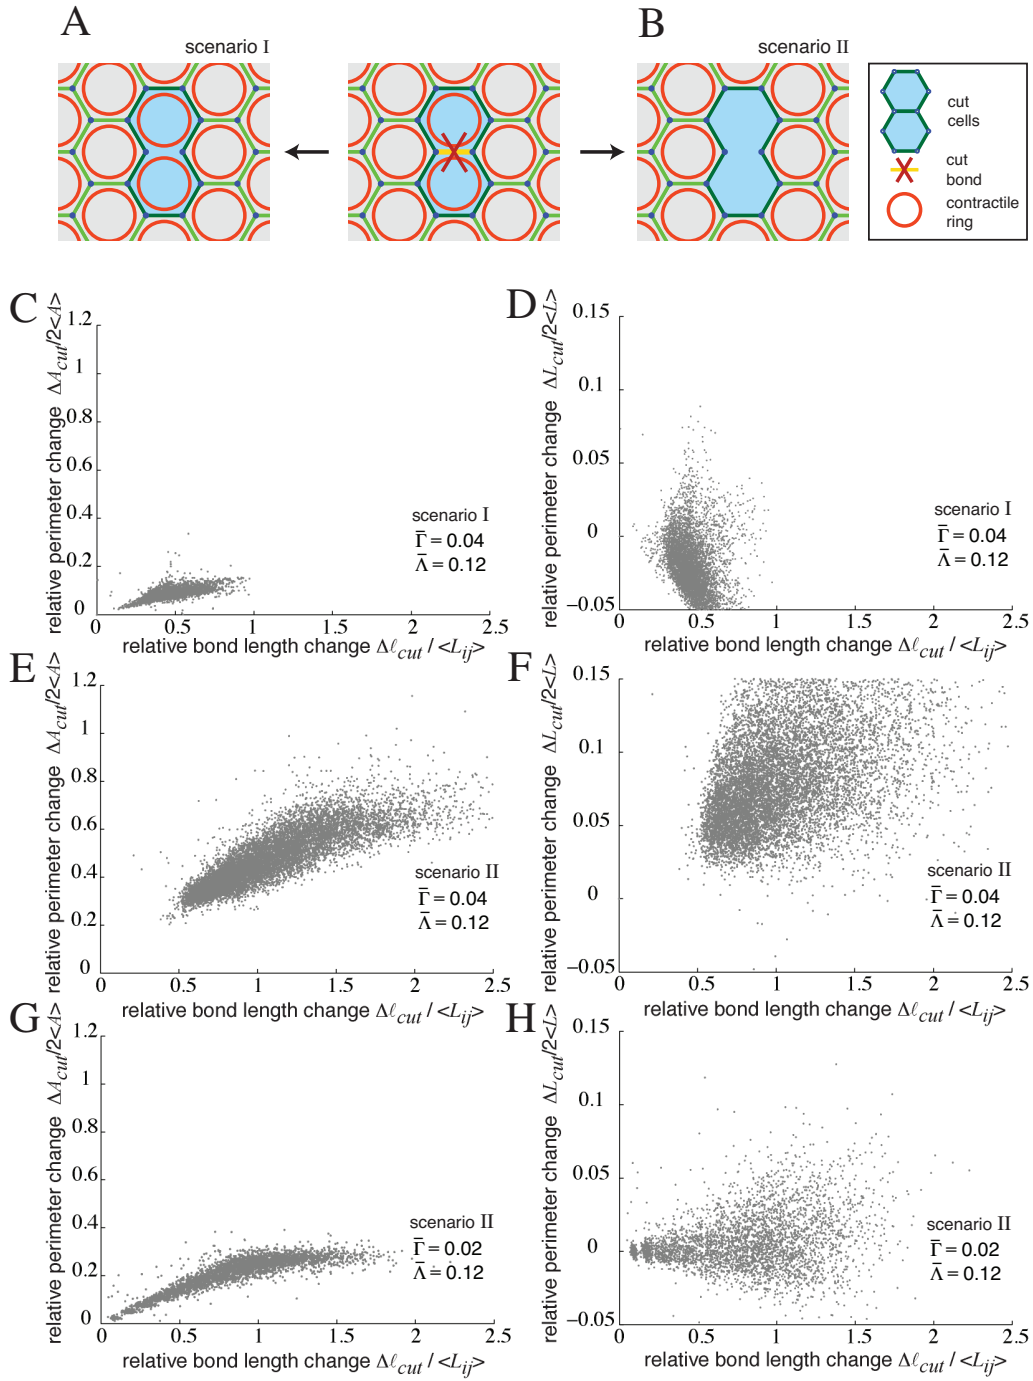 A
scenario I
B
scenario II
cut
cells
cut
bond
contractile
ring
C
relative perimeter change ΔA_cut/2<A>
1.2
1
0.8
0.6
0.4
0.2
0
0 0.5 1 1.5 2 2.5
relative bond length change Δℓ_cut / <L_ij>
scenario I
Γ̄ = 0.04
Λ̄ = 0.12
D
relative perimeter change ΔL_cut/2<L>
0.15
0.1
0.05
0
−0.05
0 0.5 1 1.5 2 2.5
relative bond length change Δℓ_cut / <L_ij>
scenario I
Γ̄ = 0.04
Λ̄ = 0.12
E
relative perimeter change ΔA_cut/2<A>
1.2
1
0.8
0.6
0.4
0.2
0
0 0.5 1 1.5 2 2.5
relative bond length change Δℓ_cut / <L_ij>
scenario II
Γ̄ = 0.04
Λ̄ = 0.12
F
relative perimeter change ΔL_cut/2<L>
0.15
0.1
0.05
0
−0.05
0 0.5 1 1.5 2 2.5
relative bond length change Δℓ_cut / <L_ij>
scenario II
Γ̄ = 0.04
Λ̄ = 0.12
G
relative perimeter change ΔA_cut/2<A>
1.2
1
0.8
0.6
0.4
0.2
0
0 0.5 1 1.5 2 2.5
relative bond length change Δℓ_cut / <L_ij>
scenario II
Γ̄ = 0.02
Λ̄ = 0.12
H
relative perimeter change ΔL_cut/2<L>
0.15
0.1
0.05
0
−0.05
0 0.5 1 1.5 2 2.5
relative bond length change Δℓ_cut / <L_ij>
scenario II
Γ̄ = 0.02
Λ̄ = 0.12